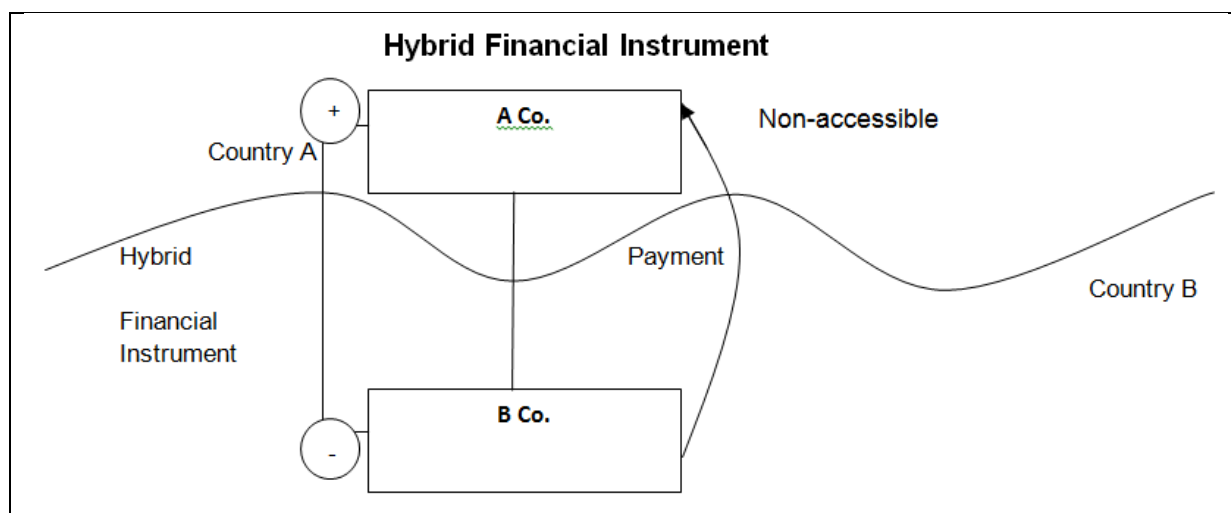 Hybrid Financial Instrument
+
A Co.
Non-accessible
Country A
Hybrid
Payment
Country B
Financial
Instrument
B Co.
-